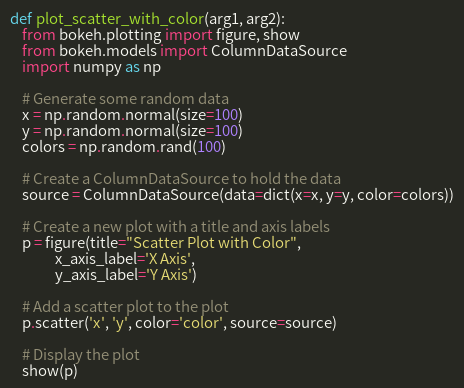 def plot_scatter_with_color(arg1, arg2):
    from bokeh.plotting import figure, show
    from bokeh.models import ColumnDataSource
    import numpy as np

    # Generate some random data
    x = np.random.normal(size=100)
    y = np.random.normal(size=100)
    colors = np.random.rand(100)

    # Create a ColumnDataSource to hold the data
    source = ColumnDataSource(data=dict(x=x, y=y, color=colors))

    # Create a new plot with a title and axis labels
    p = figure(title="Scatter Plot with Color",
               x_axis_label='X Axis',
               y_axis_label='Y Axis')

    # Add a scatter plot to the plot
    p.scatter('x', 'y', color='color', source=source)

    # Display the plot
    show(p)